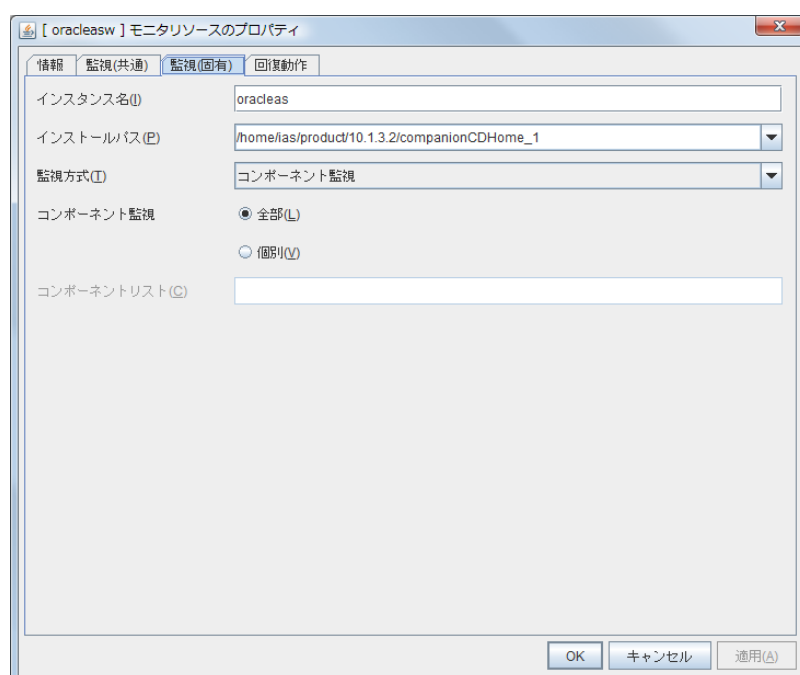 [ oracleasw ] モニタリソースのプロパティ
情報 監視(共通) 監視(固有) 回復動作
インスタンス名(I) oracleas
インストールパス(P) /home/ias/product/10.1.3.2/companionCDHome_1
監視方式(T) コンポーネント監視
コンポーネント監視 全部(L)
個別(V)
コンポーネントリスト(C)
OK キャンセル 適用(A)